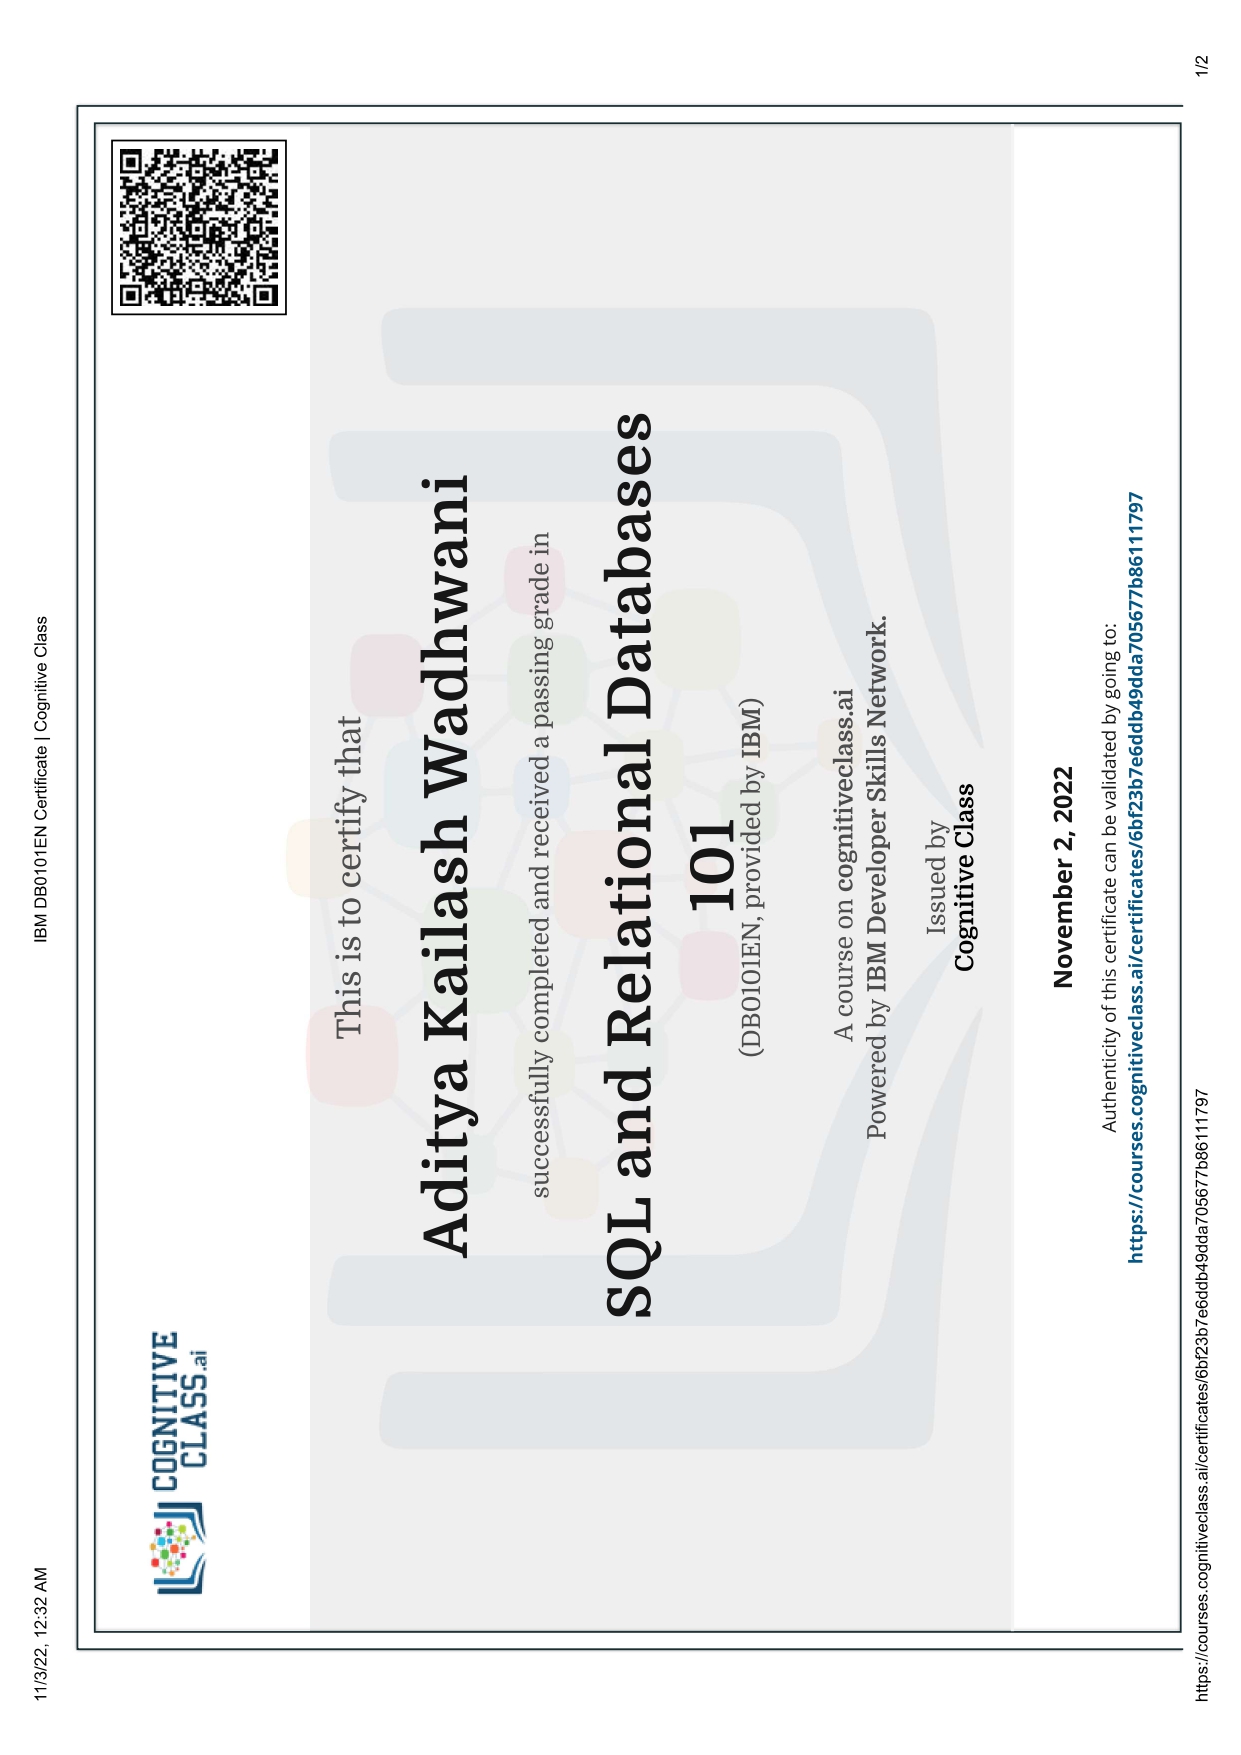 11/3/22, 12:32 AM
IBM DB0101EN Certificate | Cognitive Class
COGNITIVE
CLASS.ai
This is to certify that
Aditya Kailash Wadhwani
successfully completed and received a passing grade in
SQL and Relational Databases
101
(DB0101EN, provided by IBM)
A course on cognitiveclass.ai
Powered by IBM Developer Skills Network.
Issued by
Cognitive Class
November 2, 2022
Authenticity of this certificate can be validated by going to:
https://courses.cognitiveclass.ai/certificates/6bf23b7e6ddb49dda705677b86111797
https://courses.cognitiveclass.ai/certificates/6bf23b7e6ddb49dda705677b86111797
1/2